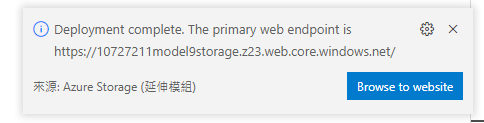 Deployment complete. The primary web endpoint is
https://10727211model9storage.z23.web.core.windows.net/
來源: Azure Storage (延伸模組)
Browse to website